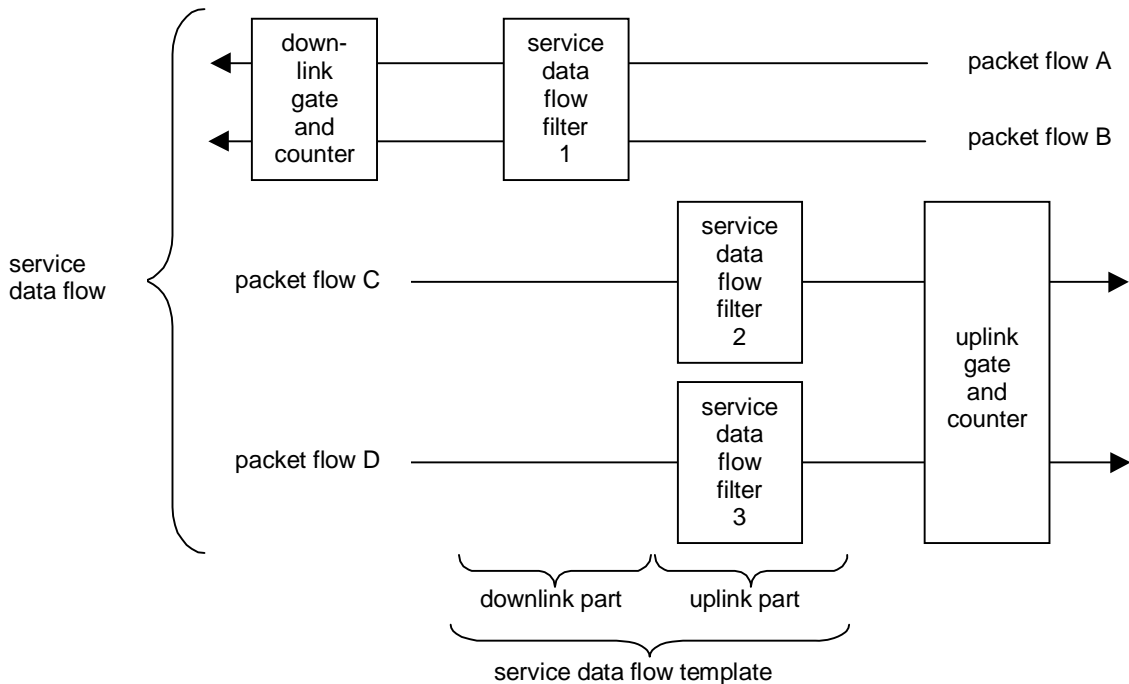 down-
link
gate
and
counter
service
data
flow
filter
1
packet flow A
packet flow B
service
data flow
packet flow C
service
data
flow
filter
2
uplink
gate
and
counter
packet flow D
service
data
flow
filter
3
downlink part
uplink part
service data flow template